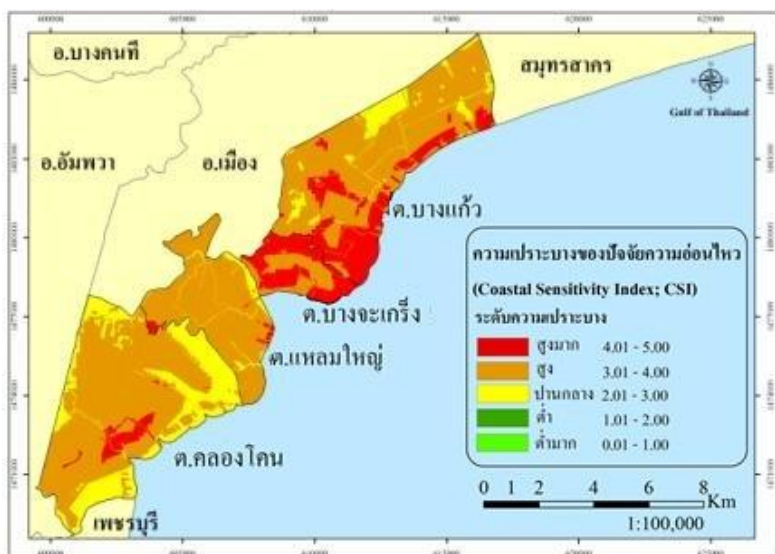 600000 605000 610000 615000 620000 625000
อ.บางคนที
สมุทรสาคร
Gulf of Thailand
อ.อัมพวา
อ.เมือง
ต.บางแก้ว
ต.บางจะเกร็ง
ต.แหลมใหญ่
ต.คลองโคน
เพชรบุรี
ความเปราะบางของปัจจัยความอ่อนไหว
(Coastal Sensitivity Index; CSI)
ระดับความเปราะบาง
สูงมาก 4.01 - 5.00
สูง 3.01 - 4.00
ปานกลาง 2.01 - 3.00
ต่ำ 1.01 - 2.00
ต่ำมาก 0.01 - 1.00
0 1 2 4 6 8
Km
1:100,000